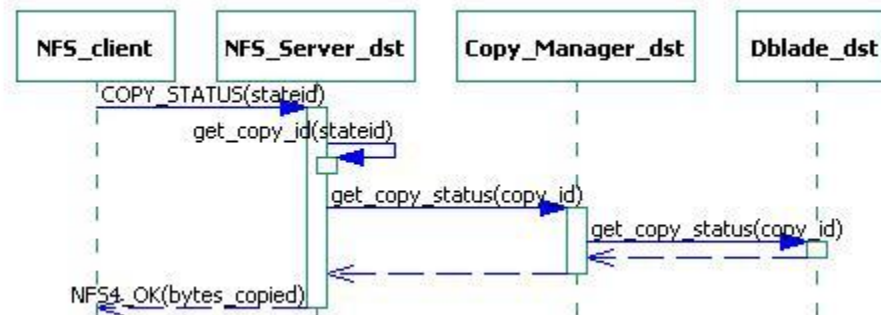 NFS_client
NFS_Server_dst
Copy_Manager_dst
Dblade_dst
COPY_STATUS(stateid)
get_copy_id(stateid)
get_copy_status(copy_id)
get_copy_status(copy_id)
NFS4_OK(bytes_copied)